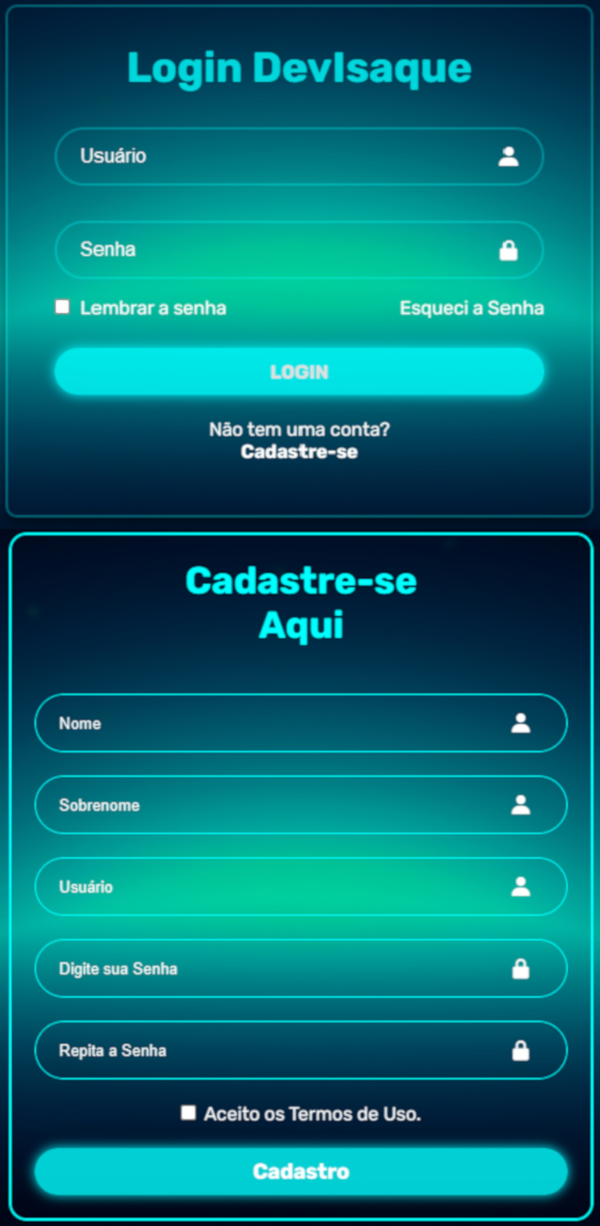 Login DevIsaque
Usuário
Senha
Lembrar a senha Esqueci a Senha
LOGIN
Não tem uma conta?
Cadastre-se
Cadastre-se
Aqui
Nome
Sobrenome
Usuário
Digite sua Senha
Repita a Senha
Aceito os Termos de Uso.
Cadastro